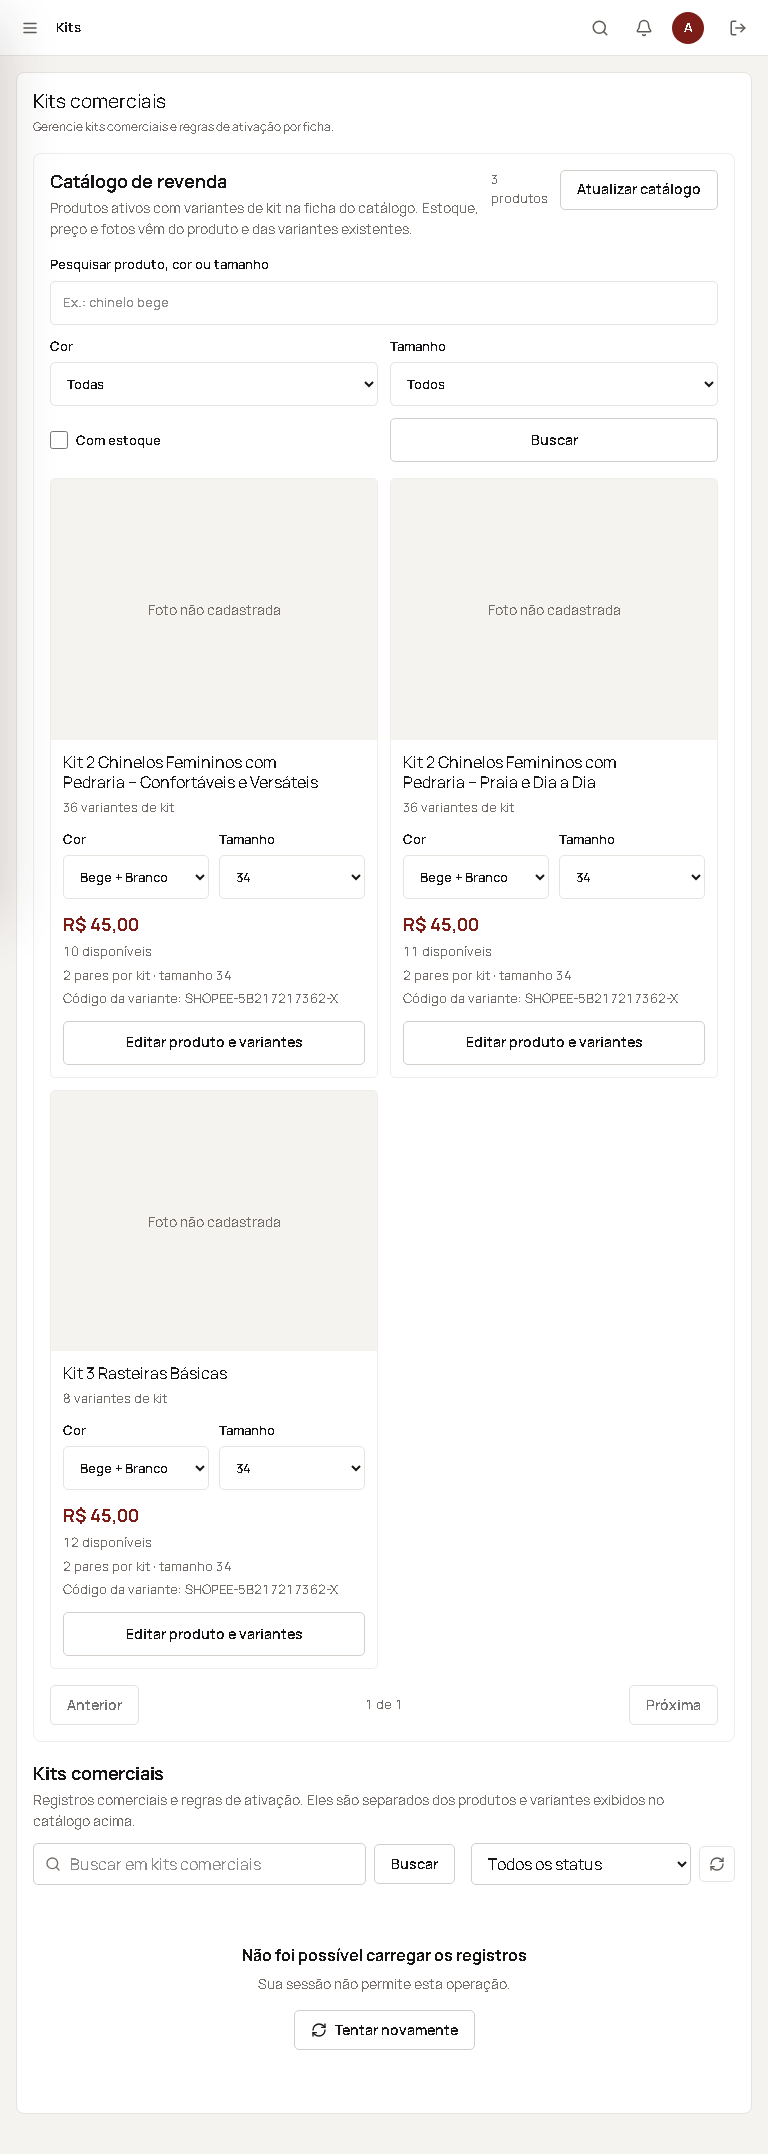 Kits
A
Kits comerciais
Gerencie kits comerciais e regras de ativação por ficha.
Catálogo de revenda
3
produtos
Atualizar catálogo
Produtos ativos com variantes de kit na ficha do catálogo. Estoque,
preço e fotos vêm do produto e das variantes existentes.
Pesquisar produto, cor ou tamanho
Ex.: chinelo bege
Cor
Tamanho
Todas
Todos
Com estoque
Buscar
Foto não cadastrada
Kit 2 Chinelos Femininos com
Pedraria – Confortáveis e Versáteis
36 variantes de kit
Cor
Tamanho
Bege + Branco
34
R$ 45,00
10 disponíveis
2 pares por kit · tamanho 34
Código da variante: SHOPEE-5B217217362-X
Editar produto e variantes
Foto não cadastrada
Kit 2 Chinelos Femininos com
Pedraria – Praia e Dia a Dia
36 variantes de kit
Cor
Tamanho
Bege + Branco
34
R$ 45,00
11 disponíveis
2 pares por kit · tamanho 34
Código da variante: SHOPEE-5B217217362-X
Editar produto e variantes
Foto não cadastrada
Kit 3 Rasteiras Básicas
8 variantes de kit
Cor
Tamanho
Bege + Branco
34
R$ 45,00
12 disponíveis
2 pares por kit · tamanho 34
Código da variante: SHOPEE-5B217217362-X
Editar produto e variantes
Anterior
1 de 1
Próxima
Kits comerciais
Registros comerciais e regras de ativação. Eles são separados dos produtos e variantes exibidos no
catálogo acima.
Buscar em kits comerciais
Buscar
Todos os status
Não foi possível carregar os registros
Sua sessão não permite esta operação.
Tentar novamente